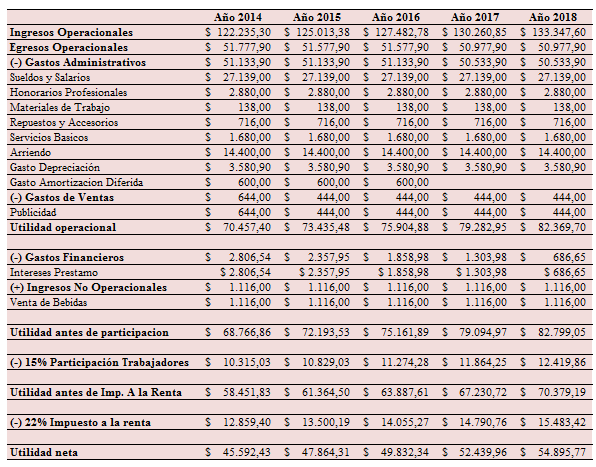 Año 2014 Año 2015 Año 2016 Año 2017 Año 2018
Ingresos Operacionales $ 122.235,30 $ 125.013,38 $ 127.482,78 $ 130.260,85 $ 133.347,60
Egresos Operacionales $ 51.777,90 $ 51.577,90 $ 51.577,90 $ 50.977,90 $ 50.977,90
(-) Gastos Administrativos $ 51.133,90 $ 51.133,90 $ 51.133,90 $ 50.533,90 $ 50.533,90
Sueldos y Salarios $ 27.139,00 $ 27.139,00 $ 27.139,00 $ 27.139,00 $ 27.139,00
Honorarios Profesionales $ 2.880,00 $ 2.880,00 $ 2.880,00 $ 2.880,00 $ 2.880,00
Materiales de Trabajo $ 138,00 $ 138,00 $ 138,00 $ 138,00 $ 138,00
Repuestos y Accesorios $ 716,00 $ 716,00 $ 716,00 $ 716,00 $ 716,00
Servicios Basicos $ 1.680,00 $ 1.680,00 $ 1.680,00 $ 1.680,00 $ 1.680,00
Arriendo $ 14.400,00 $ 14.400,00 $ 14.400,00 $ 14.400,00 $ 14.400,00
Gasto Depreciación $ 3.580,90 $ 3.580,90 $ 3.580,90 $ 3.580,90 $ 3.580,90
Gasto Amortizacion Diferida $ 600,00 $ 600,00 $ 600,00
(-) Gastos de Ventas $ 644,00 $ 444,00 $ 444,00 $ 444,00 $ 444,00
Publicidad $ 644,00 $ 444,00 $ 444,00 $ 444,00 $ 444,00
Utilidad operacional $ 70.457,40 $ 73.435,48 $ 75.904,88 $ 79.282,95 $ 82.369,70
(-) Gastos Financieros $ 2.806,54 $ 2.357,95 $ 1.858,98 $ 1.303,98 $ 686,65
Intereses Prestamo $ 2.806,54 $ 2.357,95 $ 1.858,98 $ 1.303,98 $ 686,65
(+) Ingresos No Operacionales $ 1.116,00 $ 1.116,00 $ 1.116,00 $ 1.116,00 $ 1.116,00
Venta de Bebidas $ 1.116,00 $ 1.116,00 $ 1.116,00 $ 1.116,00 $ 1.116,00
Utilidad antes de participacion $ 68.766,86 $ 72.193,53 $ 75.161,89 $ 79.094,97 $ 82.799,05
(-) 15% Participación Trabajadores $ 10.315,03 $ 10.829,03 $ 11.274,28 $ 11.864,25 $ 12.419,86
Utilidad antes de Imp. A la Renta $ 58.451,83 $ 61.364,50 $ 63.887,61 $ 67.230,72 $ 70.379,19
(-) 22% Impuesto a la renta $ 12.859,40 $ 13.500,19 $ 14.055,27 $ 14.790,76 $ 15.483,42
Utilidad neta $ 45.592,43 $ 47.864,31 $ 49.832,34 $ 52.439,96 $ 54.895,77